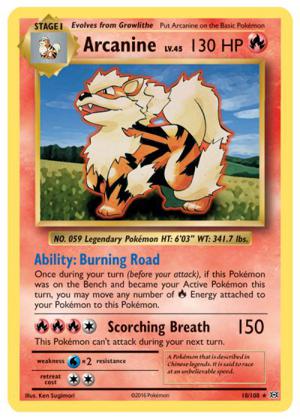 STAGE 1
Evolves from Growlithe
Put Arcanine on the Basic Pokémon
Arcanine LV.45 130 HP
NO. 059 Legendary Pokémon HT: 6'03" WT: 341.7 lbs.
Ability: Burning Road
Once during your turn (before your attack), if this Pokémon
was on the Bench and became your Active Pokémon this
turn, you may move any number of Energy attached to
your Pokémon to this Pokémon.
Scorching Breath 150
This Pokémon can't attack during your next turn.
weakness ×2 resistance
retreat
cost
A Pokémon that is described in
Chinese legends. It is said to race
at an unbelievable speed.
Illus. Ken Sugimori
©2016 Pokémon
18/108